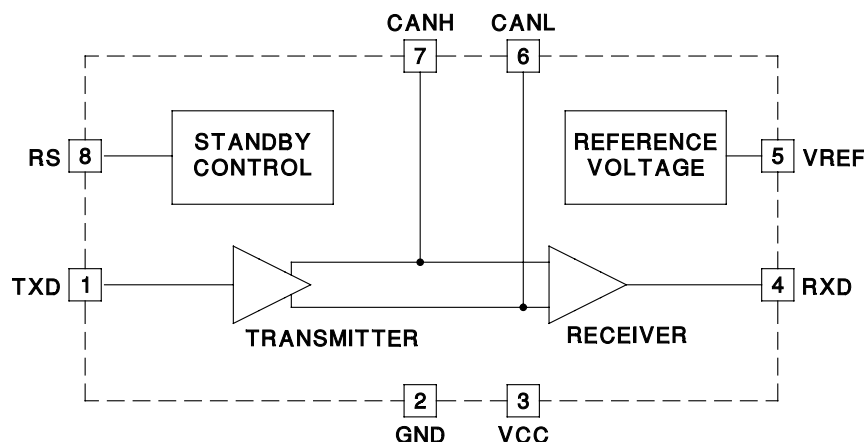 CANH CANL
7 6
STANDBY
CONTROL
REFERENCE
VOLTAGE
RS 8
5 VREF
TXD 1
4 RXD
TRANSMITTER
RECEIVER
2 3
GND VCC